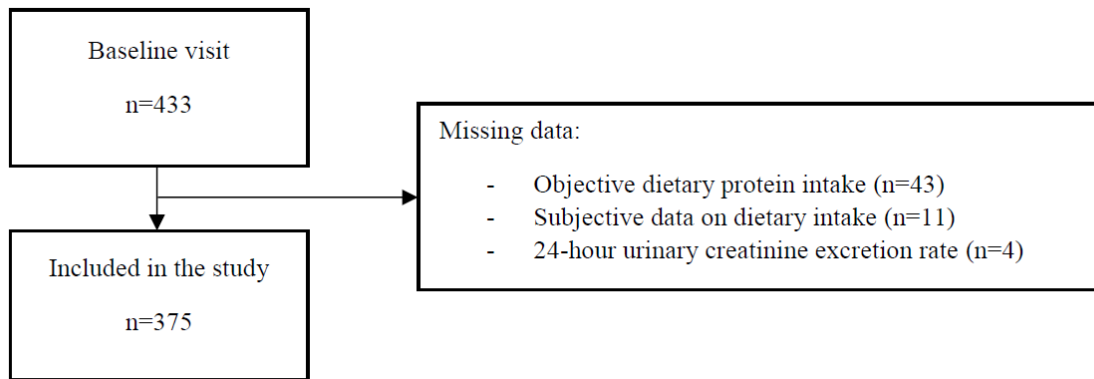 Baseline visit
n=433
Missing data:
- Objective dietary protein intake (n=43)
- Subjective data on dietary intake (n=11)
- 24-hour urinary creatinine excretion rate (n=4)
Included in the study
n=375